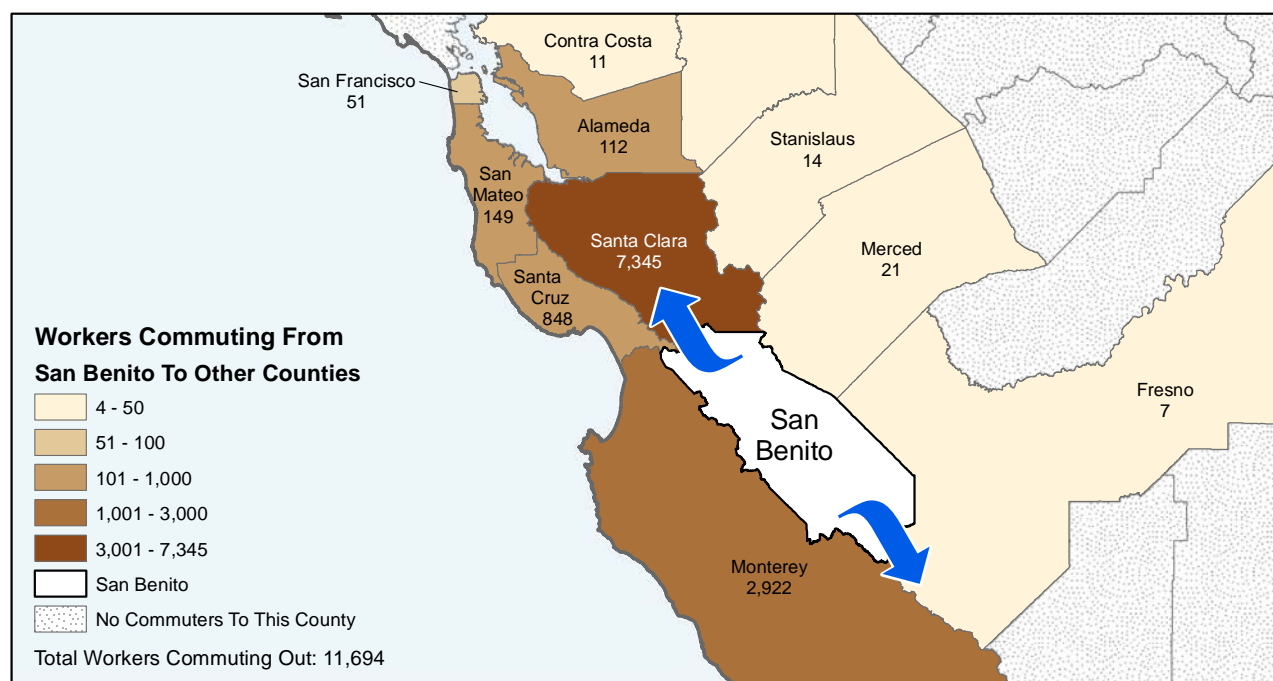 Contra Costa
11
San Francisco
51
Alameda
112
Stanislaus
14
San
Mateo
149
Santa Clara
7,345
Merced
21
Santa
Cruz
848
Workers Commuting From
San Benito To Other Counties
4 - 50
51 - 100
101 - 1,000
1,001 - 3,000
3,001 - 7,345
San Benito
No Commuters To This County
Total Workers Commuting Out: 11,694
Fresno
7
San
Benito
Monterey
2,922